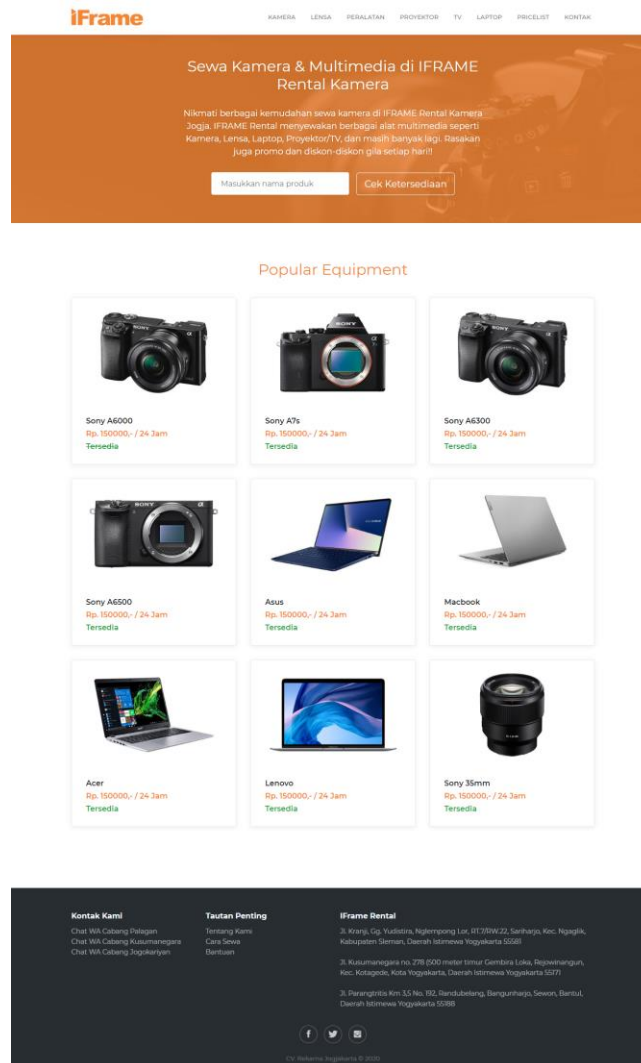 iFrame
KAMERA LENSA PERALATAN PROYEKTOR TV LAPTOP PRICELIST KONTAK
Sewa Kamera & Multimedia di IFRAME
Rental Kamera
Nikmati berbagai kemudahan sewa kamera di IFRAME Rental Kamera
Jogja. IFRAME Rental menyewakan berbagai alat multimedia seperti
Kamera, Lensa, Laptop, Proyektor/TV, dan masih banyak lagi. Rasakan
juga promo dan diskon-diskon gila setiap hari!!
Masukkan nama produk
Cek Ketersediaan
Popular Equipment
SONY
Sony A6000
Rp. 150000,- / 24 Jam
Tersedia
SONY
Sony A7s
Rp. 150000,- / 24 Jam
Tersedia
SONY
Sony A6300
Rp. 150000,- / 24 Jam
Tersedia
SONY
Sony A6500
Rp. 150000,- / 24 Jam
Tersedia
Asus
Rp. 150000,- / 24 Jam
Tersedia
Macbook
Rp. 150000,- / 24 Jam
Tersedia
Acer
Rp. 150000,- / 24 Jam
Tersedia
Lenovo
Rp. 150000,- / 24 Jam
Tersedia
Sony 35mm
Rp. 150000,- / 24 Jam
Tersedia
Kontak Kami
Chat WA Cabang Palagan
Chat WA Cabang Kusumanegara
Chat WA Cabang Jogokariyan
Tautan Penting
Tentang Kami
Cara Sewa
Bantuan
IFrame Rental
Jl. Kranji, Gg. Yudistira, Nglempong Lor, RT.7/RW.22, Sariharjo, Kec. Ngaglik,
Kabupaten Sleman, Daerah Istimewa Yogyakarta 55581
Jl. Kusumanegara no. 278 (500 meter timur Gembira Loka, Rejowinangun,
Kec. Kotagede, Kota Yogyakarta, Daerah Istimewa Yogyakarta 55171
Jl. Parangtritis Km 3,5 No. 192, Randubelang, Bangunharjo, Sewon, Bantul,
Daerah Istimewa Yogyakarta 55188
CV. Rekama Jogjakarta © 2020